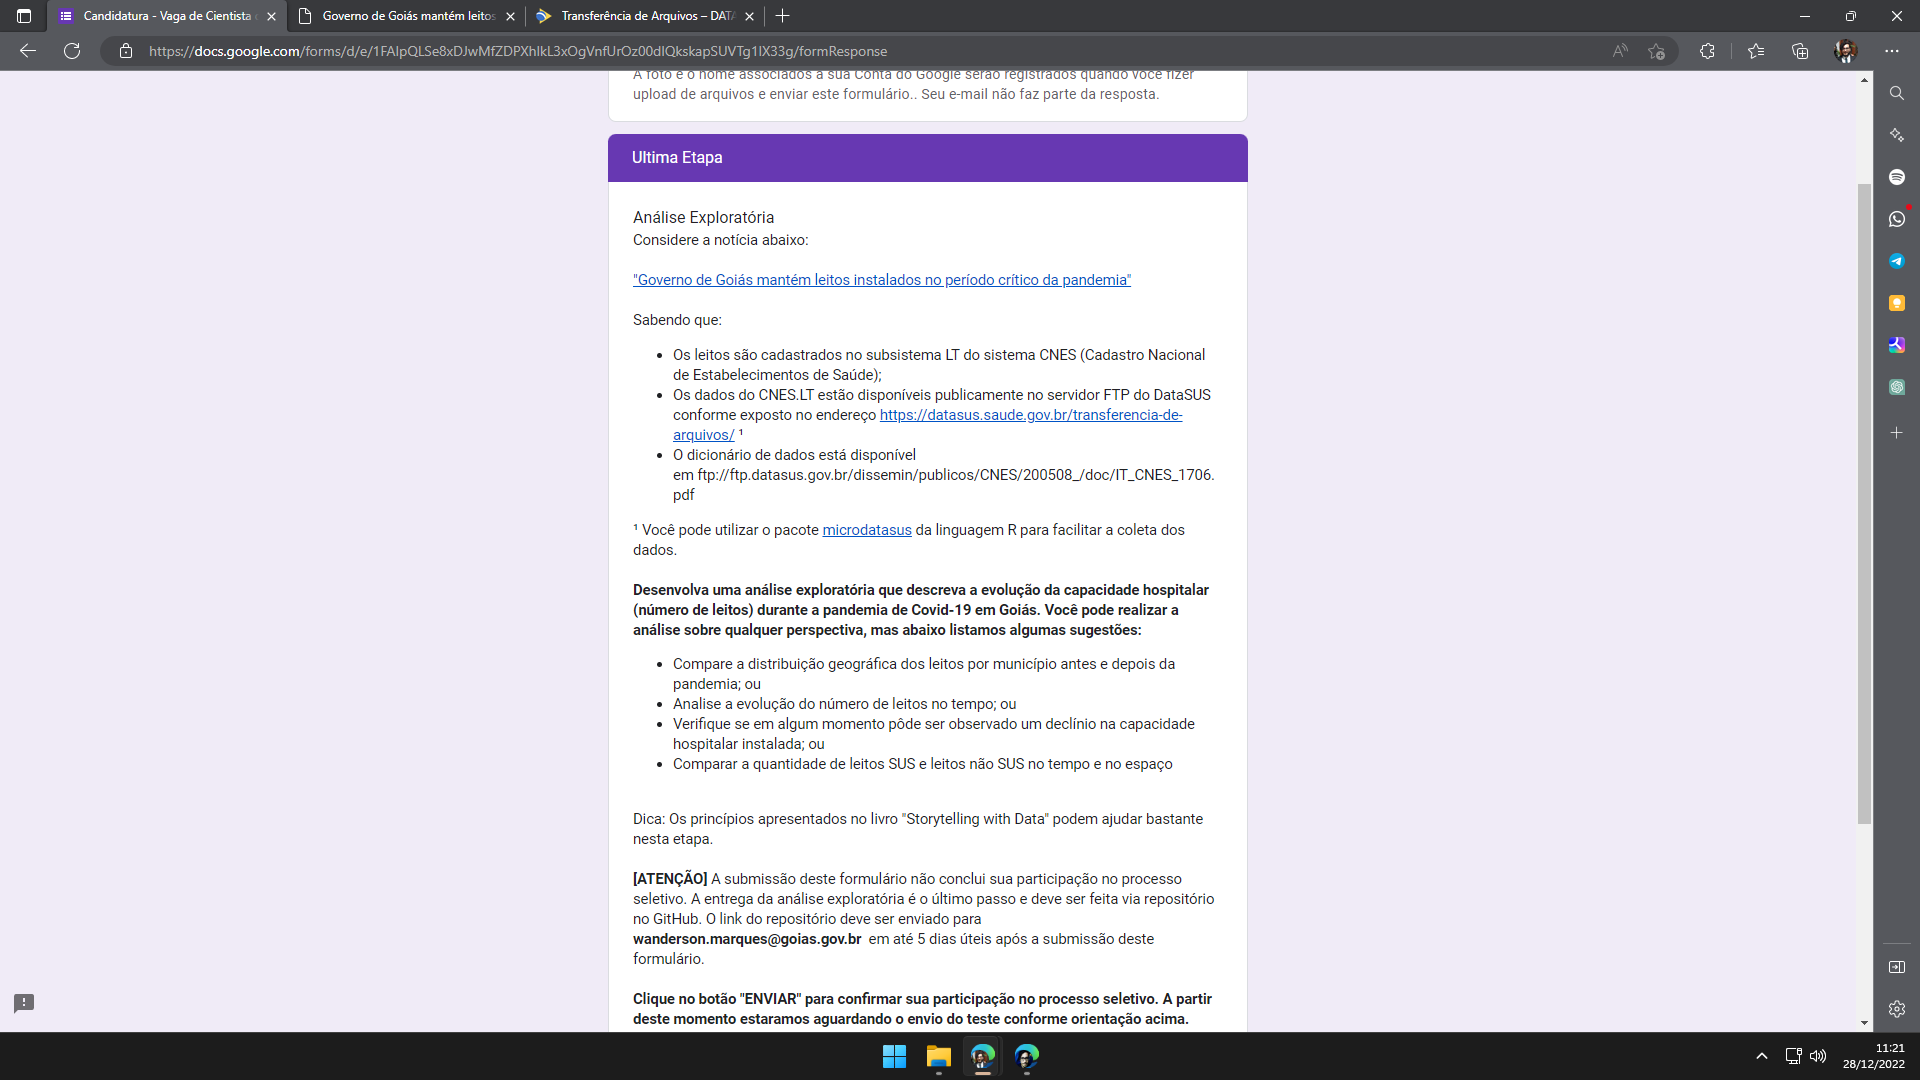 Candidatura - Vaga de Cientista
Governo de Goiás mantém leitos
Transferência de Arquivos – DATA
https://docs.google.com/forms/d/e/1FAIpQLSe8xDJwMfZDPXhIkL3xOgVnfUrOz00dIQkskapSUVTg1IX33g/formResponse
A foto e o nome associados à sua Conta do Google serão registrados quando você fizer
upload de arquivos e enviar este formulário.. Seu e-mail não faz parte da resposta.
Ultima Etapa
Análise Exploratória
Considere a notícia abaixo:
"Governo de Goiás mantém leitos instalados no período crítico da pandemia"
Sabendo que:
• Os leitos são cadastrados no subsistema LT do sistema CNES (Cadastro Nacional
de Estabelecimentos de Saúde);
• Os dados do CNES.LT estão disponíveis publicamente no servidor FTP do DataSUS
conforme exposto no endereço https://datasus.saude.gov.br/transferencia-de-
arquivos/ ¹
• O dicionário de dados está disponível
em ftp://ftp.datasus.gov.br/dissemin/publicos/CNES/200508_/doc/IT_CNES_1706.
pdf
¹ Você pode utilizar o pacote microdatasus da linguagem R para facilitar a coleta dos
dados.
Desenvolva uma análise exploratória que descreva a evolução da capacidade hospitalar
(número de leitos) durante a pandemia de Covid-19 em Goiás. Você pode realizar a
análise sobre qualquer perspectiva, mas abaixo listamos algumas sugestões:
• Compare a distribuição geográfica dos leitos por município antes e depois da
pandemia; ou
• Analise a evolução do número de leitos no tempo; ou
• Verifique se em algum momento pôde ser observado um declínio na capacidade
hospitalar instalada; ou
• Comparar a quantidade de leitos SUS e leitos não SUS no tempo e no espaço
Dica: Os princípios apresentados no livro "Storytelling with Data" podem ajudar bastante
nesta etapa.
[ATENÇÃO] A submissão deste formulário não conclui sua participação no processo
seletivo. A entrega da análise exploratória é o último passo e deve ser feita via repositório
no GitHub. O link do repositório deve ser enviado para
wanderson.marques@goias.gov.br em até 5 dias úteis após a submissão deste
formulário.
Clique no botão "ENVIAR" para confirmar sua participação no processo seletivo. A partir
deste momento estaramos aguardando o envio do teste conforme orientação acima.
11:21
28/12/2022